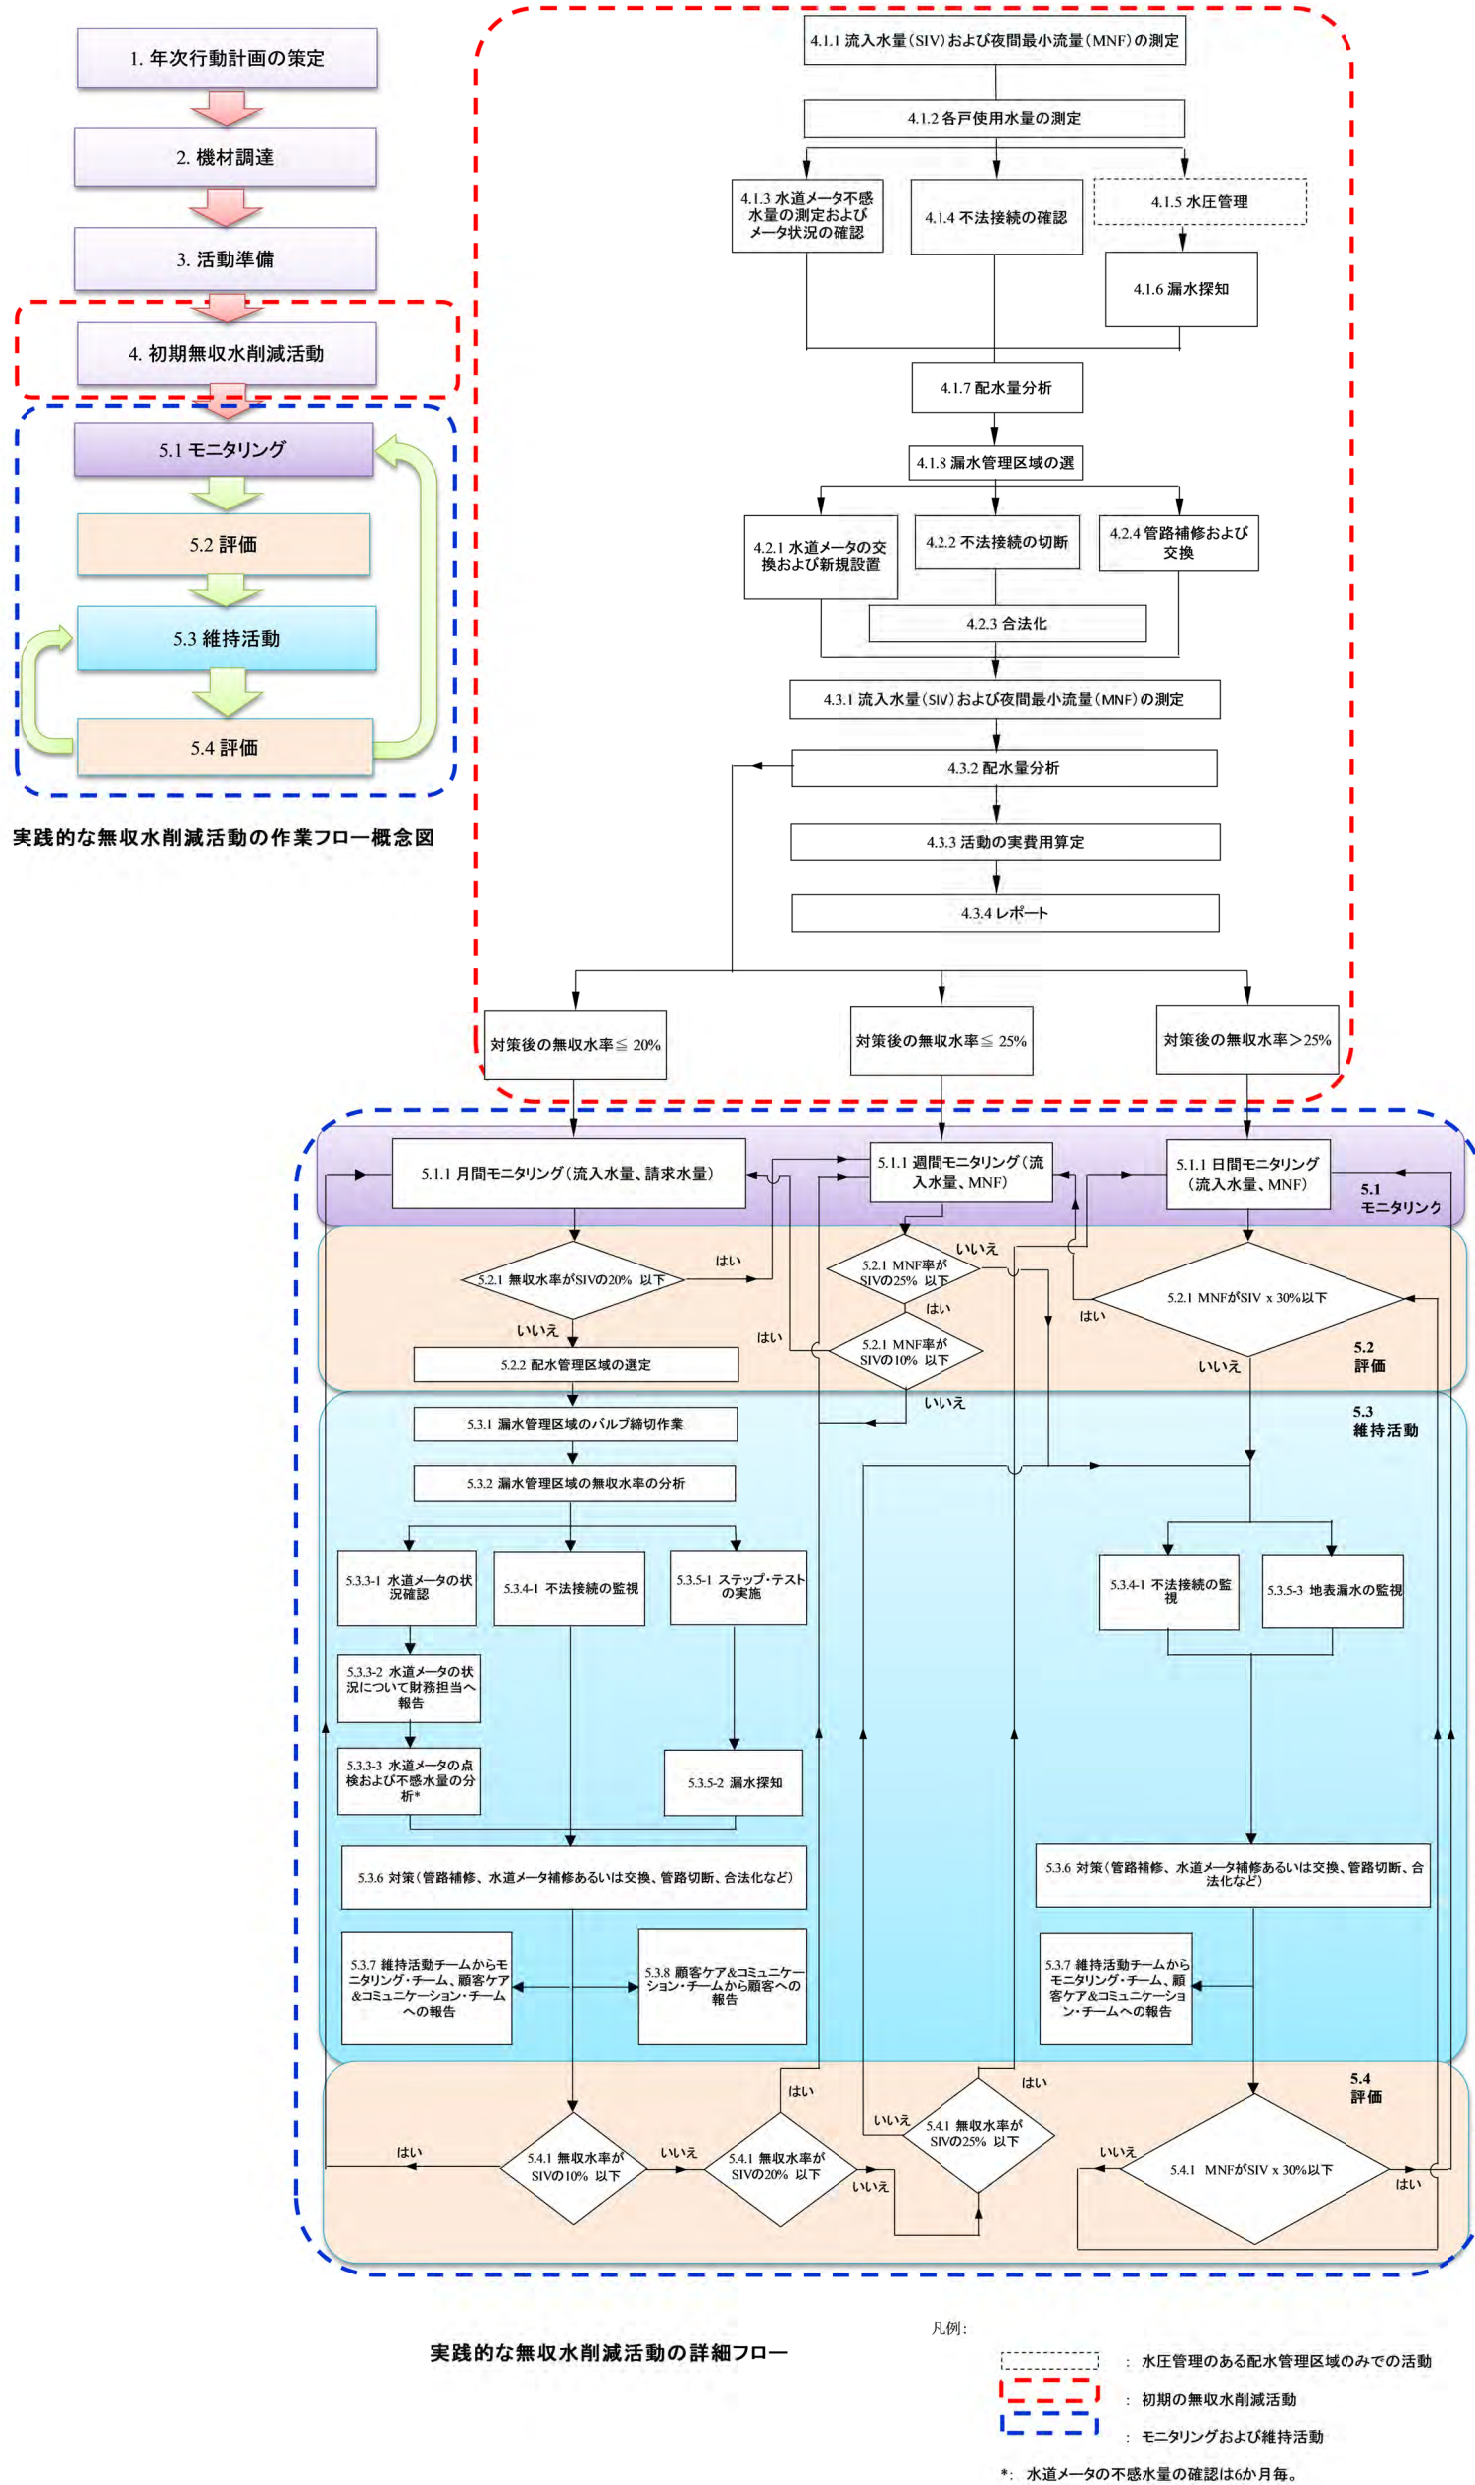 1. 年次行動計画の策定
2. 機材調達
3. 活動準備
4. 初期無収水削減活動
5.1 モニタリング
5.2 評価
5.3 維持活動
5.4 評価
実践的な無収水削減活動の作業フロー概念図
4.1.1 流入水量(SIV)および夜間最小流量(MNF)の測定
4.1.2 各戸使用水量の測定
4.1.3 水道メータ不感
水量の測定および
メータ状況の確認
4.1.4 不法接続の確認
4.1.5 水圧管理
4.1.6 漏水探知
4.1.7 配水量分析
4.1.8 漏水管理区域の選
4.2.1 水道メータの交
換および新規設置
4.2.2 不法接続の切断
4.2.4 管路補修および
交換
4.2.3 合法化
4.3.1 流入水量(SIV)および夜間最小流量(MNF)の測定
4.3.2 配水量分析
4.3.3 活動の実費用算定
4.3.4 レポート
対策後の無収水率≦ 20%
対策後の無収水率≦ 25%
対策後の無収水率>25%
5.1.1 月間モニタリング(流入水量、請求水量)
5.1.1 週間モニタリング(流
入水量、MNF)
5.1.1 日間モニタリング
(流入水量、MNF)
5.1
モニタリング
5.2.1 無収水率がSIVの20% 以下
はい
いいえ
5.2.1 MNF率が
SIVの25% 以下
いいえ
はい
5.2.1 MNF率が
SIVの10% 以下
はい
いいえ
5.2.1 MNFがSIV x 30%以下
はい
いいえ
5.2
評価
5.2.2 配水管理区域の選定
5.3.1 漏水管理区域のバルブ締切作業
5.3.2 漏水管理区域の無収水率の分析
5.3
維持活動
5.3.3-1 水道メータの状
況確認
5.3.4-1 不法接続の監視
5.3.5-1 ステップ・テスト
の実施
5.3.4-1 不法接続の監
視
5.3.5-3 地表漏水の監視
5.3.3-2 水道メータの状
況について財務担当へ
報告
5.3.3-3 水道メータの点
検および不感水量の分
析*
5.3.5-2 漏水探知
5.3.6 対策(管路補修、水道メータ補修あるいは交換、管路切断、合法化など)
5.3.6 対策(管路補修、水道メータ補修あるいは交換、管路切断、合
法化など)
5.3.7 維持活動チームからモ
ニタリング・チーム、顧客ケア
&コミュニケーション・チーム
への報告
5.3.8 顧客ケア&コミュニケー
ション・チームから顧客への
報告
5.3.7 維持活動チームから
モニタリング・チーム、顧
客ケア&コミュニケーショ
ン・チームへの報告
5.4
評価
はい
5.4.1 無収水率が
SIVの10% 以下
いいえ
はい
5.4.1 無収水率が
SIVの20% 以下
いいえ
いいえ
はい
5.4.1 無収水率が
SIVの25% 以下
いいえ
5.4.1 MNFがSIV x 30%以下
はい
実践的な無収水削減活動の詳細フロー
凡例:
: 水圧管理のある配水管理区域のみでの活動
: 初期の無収水削減活動
: モニタリングおよび維持活動
*: 水道メータの不感水量の確認は6か月毎。